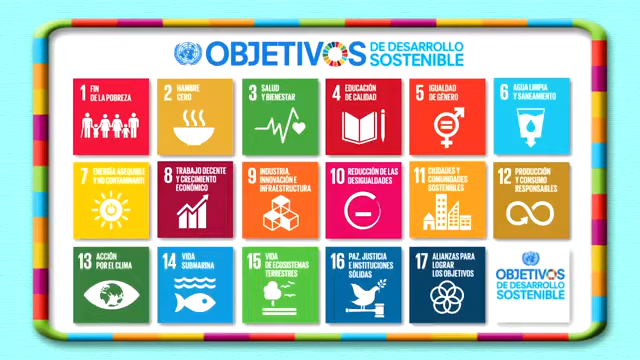 OBJETIVOS DE DESARROLLO SOSTENIBLE
1 FIN
DE LA POBREZA
2 HAMBRE
CERO
3 SALUD
Y BIENESTAR
4 EDUCACIÓN
DE CALIDAD
5 IGUALDAD
DE GÉNERO
6 AGUA LIMPIA
Y SANEAMIENTO
7 ENERGÍA ASEQUIBLE
Y NO CONTAMINANTE
8 TRABAJO DECENTE
Y CRECIMIENTO
ECONÓMICO
9 INDUSTRIA,
INNOVACIÓN E
INFRAESTRUCTURA
10 REDUCCIÓN DE LAS
DESIGUALDADES
11 CIUDADES Y
COMUNIDADES
SOSTENIBLES
12 PRODUCCIÓN
Y CONSUMO
RESPONSABLES
13 ACCIÓN
POR EL CLIMA
14 VIDA
SUBMARINA
15 VIDA
DE ECOSISTEMAS
TERRESTRES
16 PAZ, JUSTICIA
E INSTITUCIONES
SÓLIDAS
17 ALIANZAS PARA
LOGRAR
LOS OBJETIVOS
OBJETIVOS
DE DESARROLLO
SOSTENIBLE